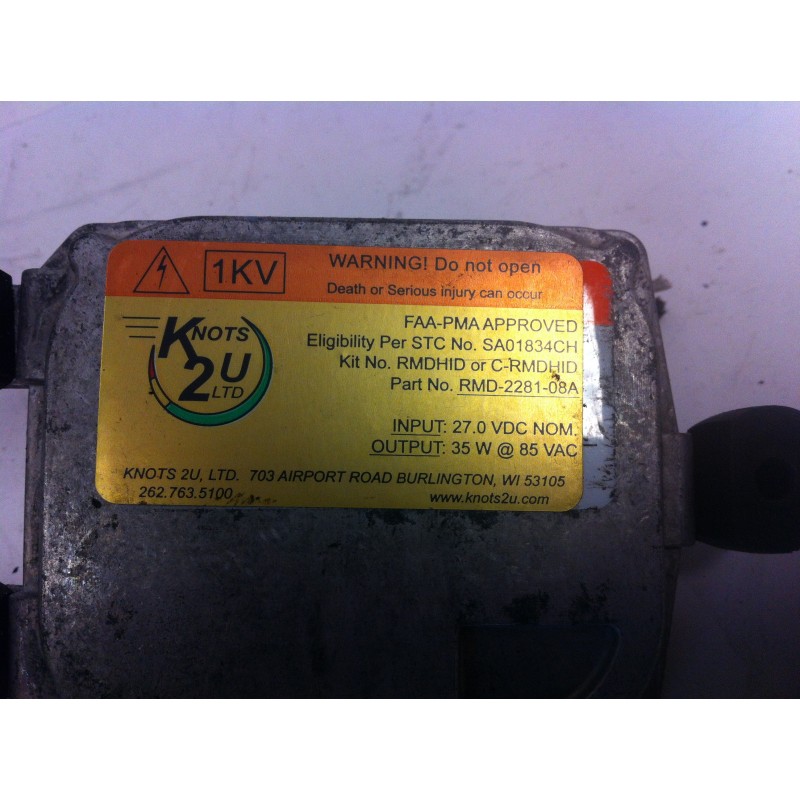 1KV
WARNING! Do not open
Death or Serious injury can occur
KNOTS
2U
LTD
FAA-PMA APPROVED
Eligibility Per STC No. SA01834CH
Kit No. RMDHID or C-RMDHID
Part No. RMD-2281-08A
INPUT: 27.0 VDC NOM.
OUTPUT: 35 W @ 85 VAC
KNOTS 2U, LTD. 703 AIRPORT ROAD BURLINGTON, WI 53105
262.763.5100 www.knots2u.com